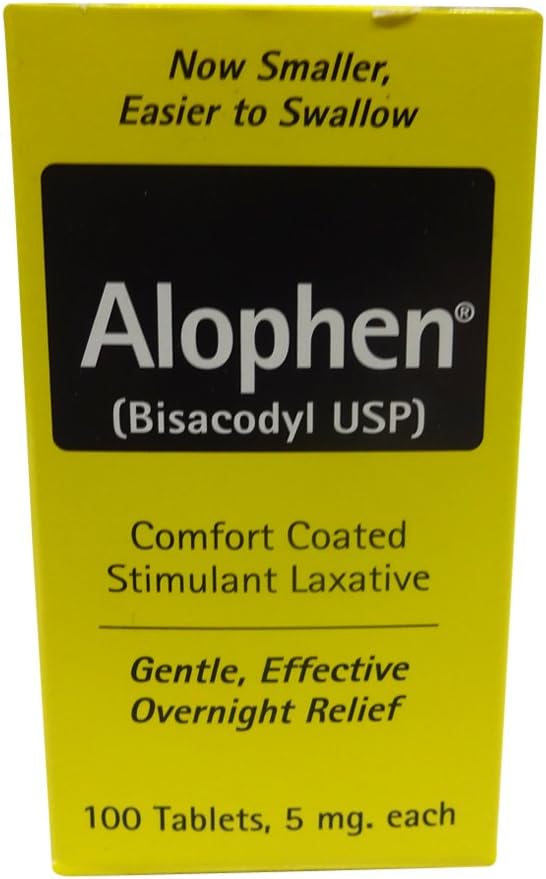 Now Smaller,
Easier to Swallow
Alophen®
(Bisacodyl USP)
Comfort Coated
Stimulant Laxative
Gentle, Effective
Overnight Relief
100 Tablets, 5 mg. each